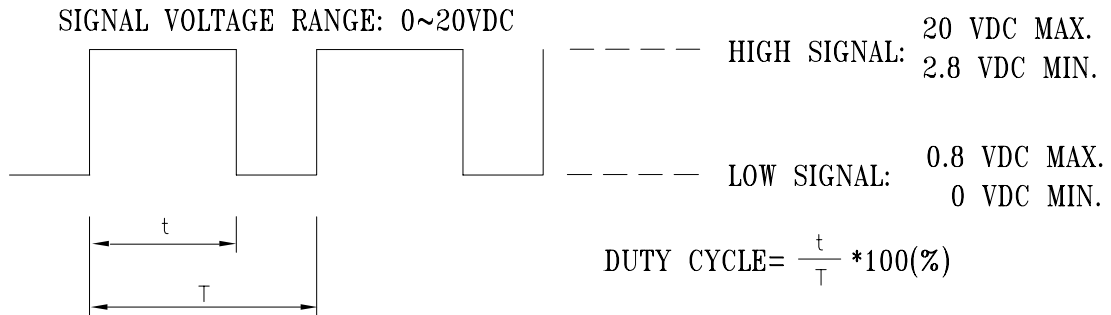 SIGNAL VOLTAGE RANGE: 0~20VDC
HIGH SIGNAL: 20 VDC MAX.
2.8 VDC MIN.
LOW SIGNAL: 0.8 VDC MAX.
0 VDC MIN.
t
T
DUTY CYCLE= t/T *100(%)